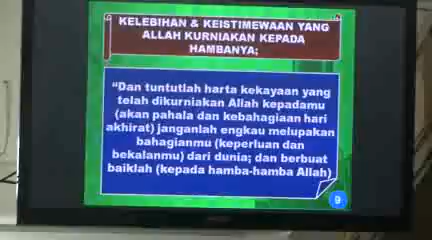 KELEBIHAN & KEISTIMEWAAN YANG
ALLAH KURNIAKAN KEPADA
HAMBANYA;
“Dan tuntutlah harta kekayaan yang
telah dikurniakan Allah kepadamu
(akan pahala dan kebahagiaan hari
akhirat) janganlah engkau melupakan
bahagianmu (keperluan dan
bekalanmu) dari dunia; dan berbuat
baiklah (kepada hamba-hamba Allah)
9